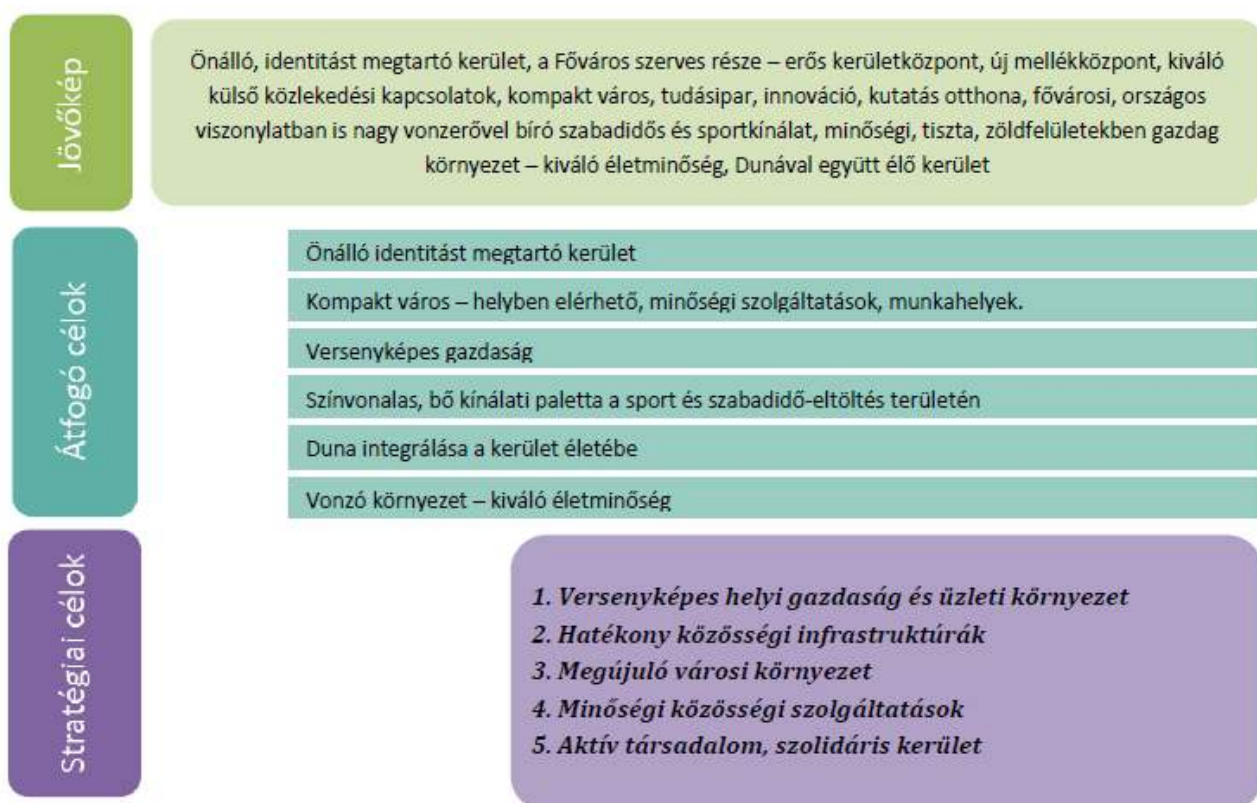 Jövőkép
Önálló, identitást megtartó kerület, a Főváros szerves része – erős kerületközpont, új mellékközpont, kiváló
külső közlekedési kapcsolatok, kompakt város, tudásipar, innováció, kutatás otthona, fővárosi, országos
viszonylatban is nagy vonzerővel bíró szabadidős és sportkínálat, minőségi, tiszta, zöldfelületekben gazdag
környezet – kiváló életminőség, Dunával együtt élő kerület
Átfogó célok
Önálló identitást megtartó kerület
Kompakt város – helyben elérhető, minőségi szolgáltatások, munkahelyek.
Versenyképes gazdaság
Színvonalas, bő kínálati paletta a sport és szabadidő-eltöltés területén
Duna integrálása a kerület életébe
Vonzó környezet – kiváló életminőség
Stratégiai célok
1. Versenyképes helyi gazdaság és üzleti környezet
2. Hatékony közösségi infrastruktúrák
3. Megújuló városi környezet
4. Minőségi közösségi szolgáltatások
5. Aktív társadalom, szolidáris kerület